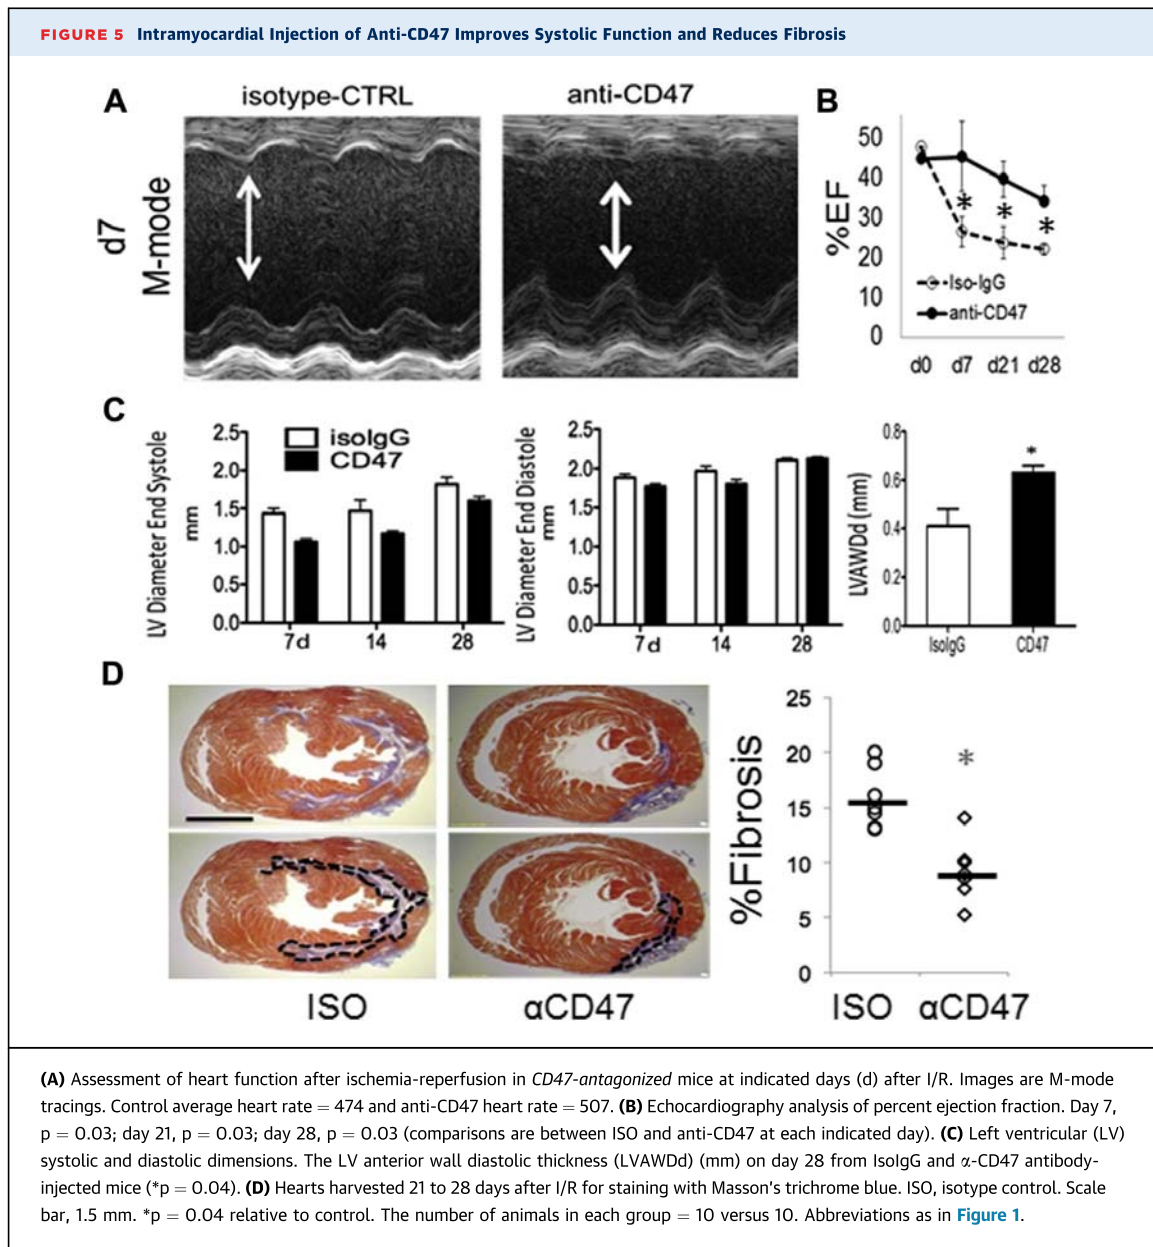 FIGURE 5 Intramyocardial Injection of Anti-CD47 Improves Systolic Function and Reduces Fibrosis
A
isotype-CTRL
anti-CD47
d7
M-mode
B
%EF
50
40
30
20
10
0
*
*
*
Iso-IgG
anti-CD47
d0 d7 d21 d28
C
LV Diameter End Systole
mm
2.5
2.0
1.5
1.0
0.5
0.0
isoIgG
CD47
7d 14 28
LV Diameter End Diastole
mm
2.5
2.0
1.5
1.0
0.5
0.0
7d 14 28
LVAWDd (mm)
0.8
0.6
0.4
0.2
0.0
*
IsoIgG CD47
D
ISO
αCD47
%Fibrosis
25
20
15
10
5
0
*
ISO αCD47
(A) Assessment of heart function after ischemia-reperfusion in CD47-antagonized mice at indicated days (d) after I/R. Images are M-mode
tracings. Control average heart rate = 474 and anti-CD47 heart rate = 507. (B) Echocardiography analysis of percent ejection fraction. Day 7,
p = 0.03; day 21, p = 0.03; day 28, p = 0.03 (comparisons are between ISO and anti-CD47 at each indicated day). (C) Left ventricular (LV)
systolic and diastolic dimensions. The LV anterior wall diastolic thickness (LVAWDd) (mm) on day 28 from IsoIgG and α-CD47 antibody-
injected mice (*p = 0.04). (D) Hearts harvested 21 to 28 days after I/R for staining with Masson's trichrome blue. ISO, isotype control. Scale
bar, 1.5 mm. *p = 0.04 relative to control. The number of animals in each group = 10 versus 10. Abbreviations as in Figure 1.